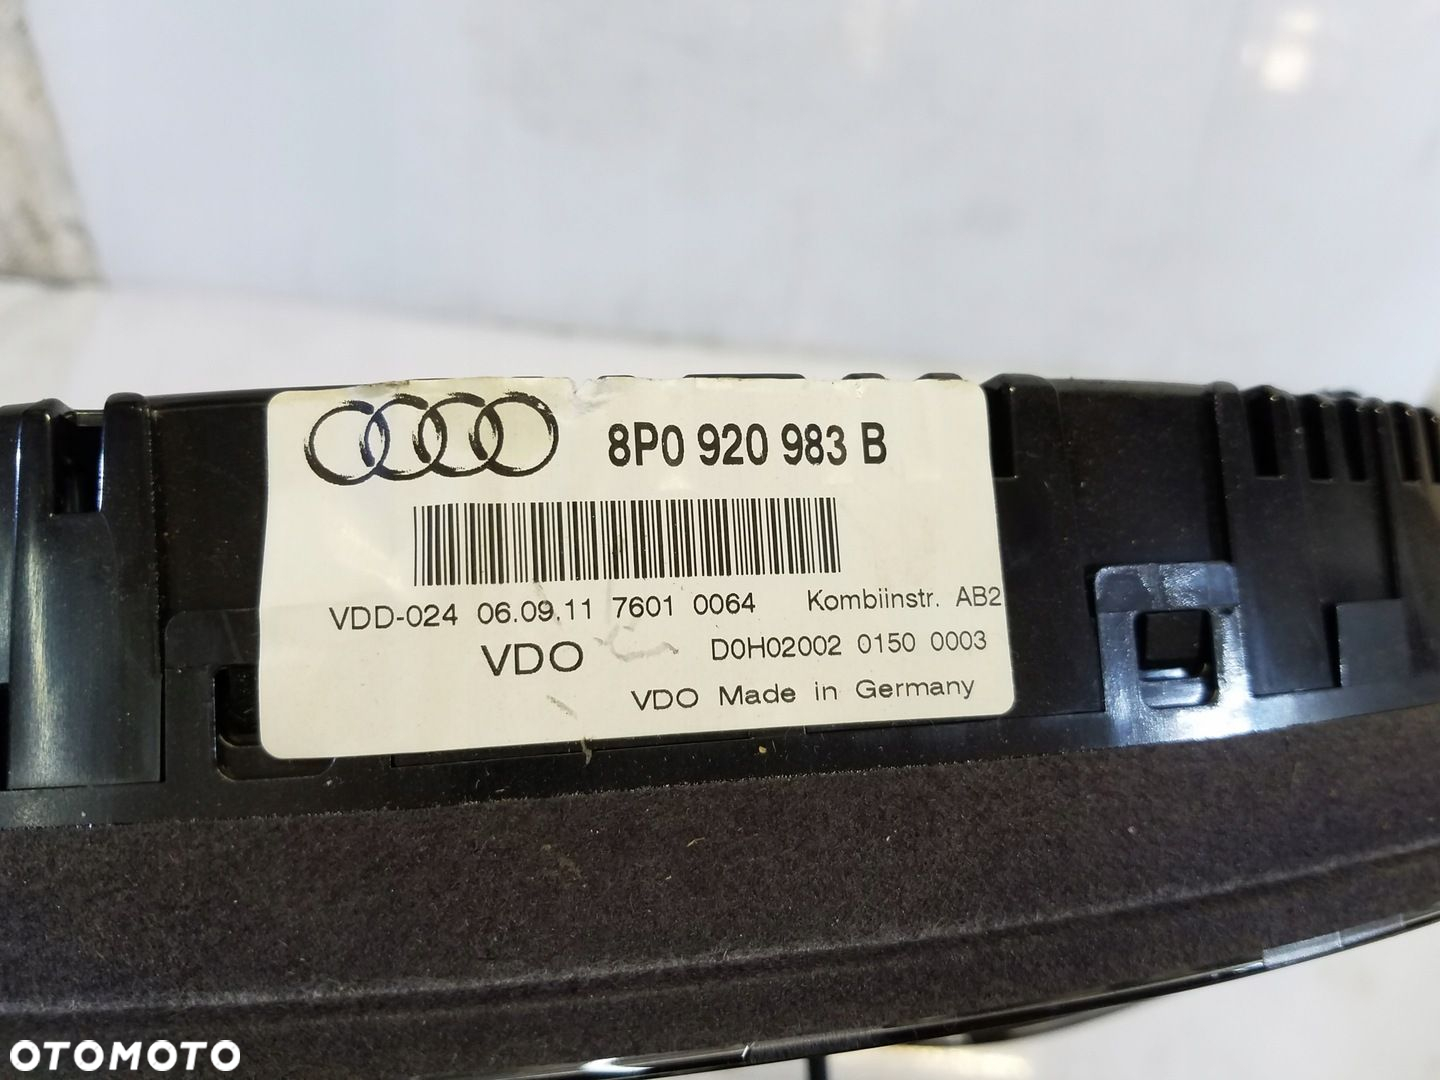 8P0 920 983 B
VDD-024 06.09.11 7601 0064 Kombiinstr. AB2
VDO D0H02002 0150 0003
VDO Made in Germany
OTOMOTO